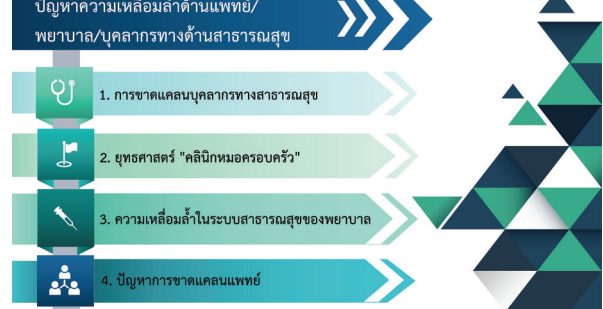 ปัญหาความเหลื่อมล้ำด้านแพทย์/
พยาบาล/บุคลากรทางด้านสาธารณสุข
1. การขาดแคลนบุคลากรทางสาธารณสุข
2. ยุทธศาสตร์ "คลินิกหมอครอบครัว"
3. ความเหลื่อมล้ำในระบบสาธารณสุขของพยาบาล
4. ปัญหาการขาดแคลนแพทย์